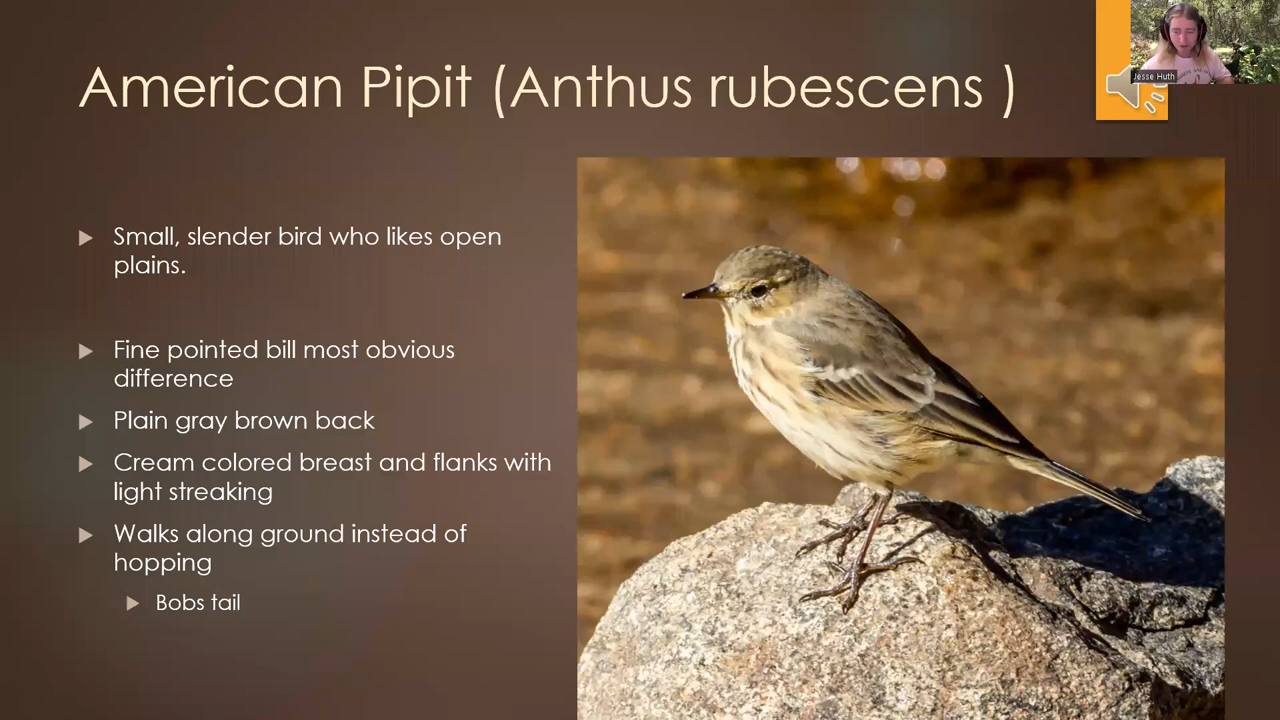 American Pipit (Anthus rubescens )
Jesse Huth
Small, slender bird who likes open
plains.
Fine pointed bill most obvious
difference
Plain gray brown back
Cream colored breast and flanks with
light streaking
Walks along ground instead of
hopping
Bobs tail